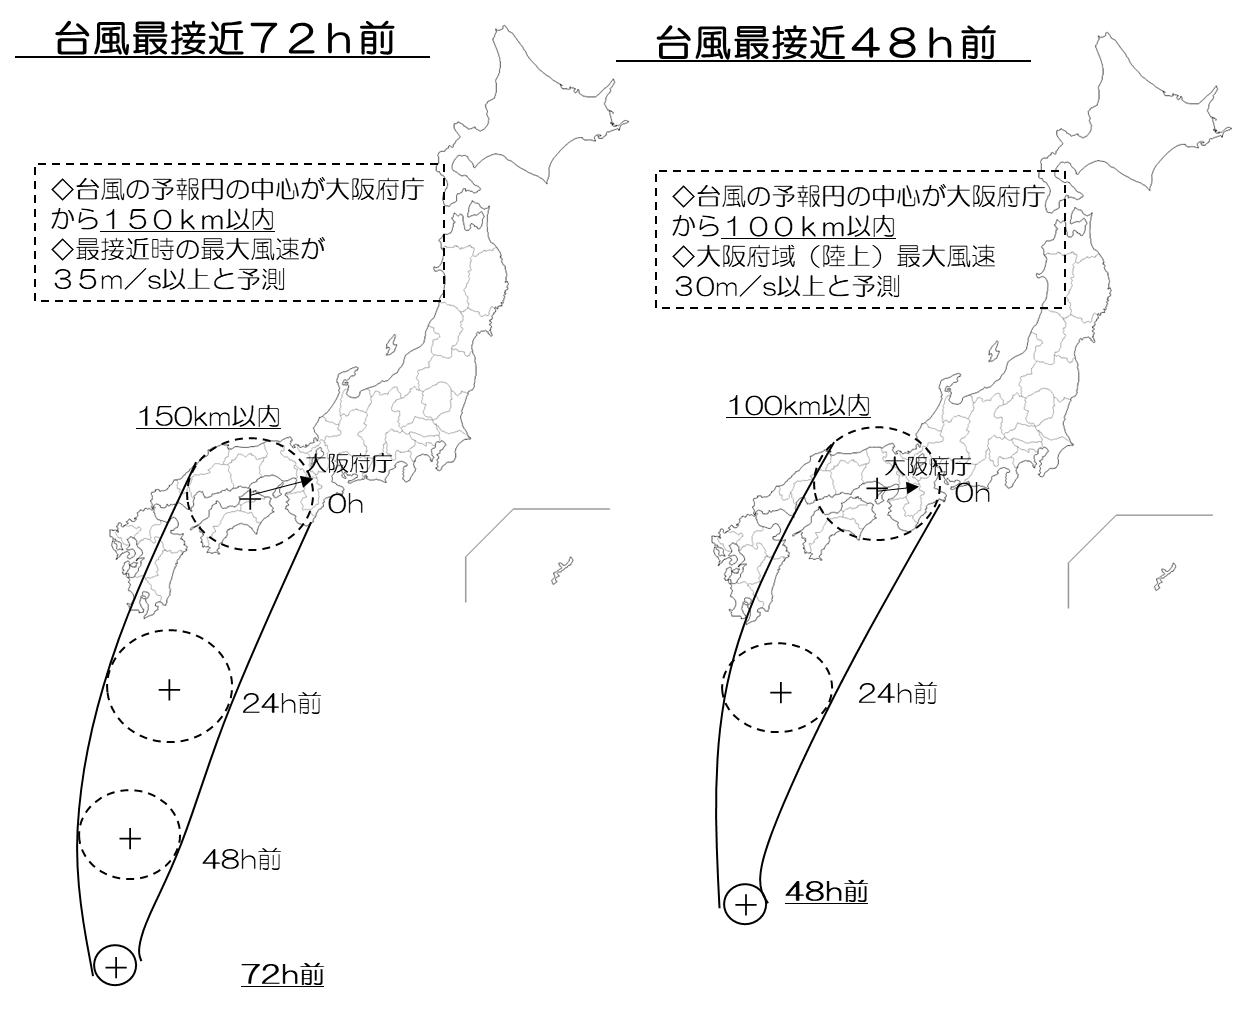 台風最接近７２ｈ前
◇台風の予報円の中心が大阪府庁
から１５０ｋｍ以内
◇最接近時の最大風速が
３５ｍ／ｓ以上と予測
150km以内
大阪府庁
0h
24h前
48h前
72h前
台風最接近４８ｈ前
◇台風の予報円の中心が大阪府庁
から１００ｋｍ以内
◇大阪府域（陸上）最大風速
３０ｍ／ｓ以上と予測
100km以内
大阪府庁
0h
24h前
48h前